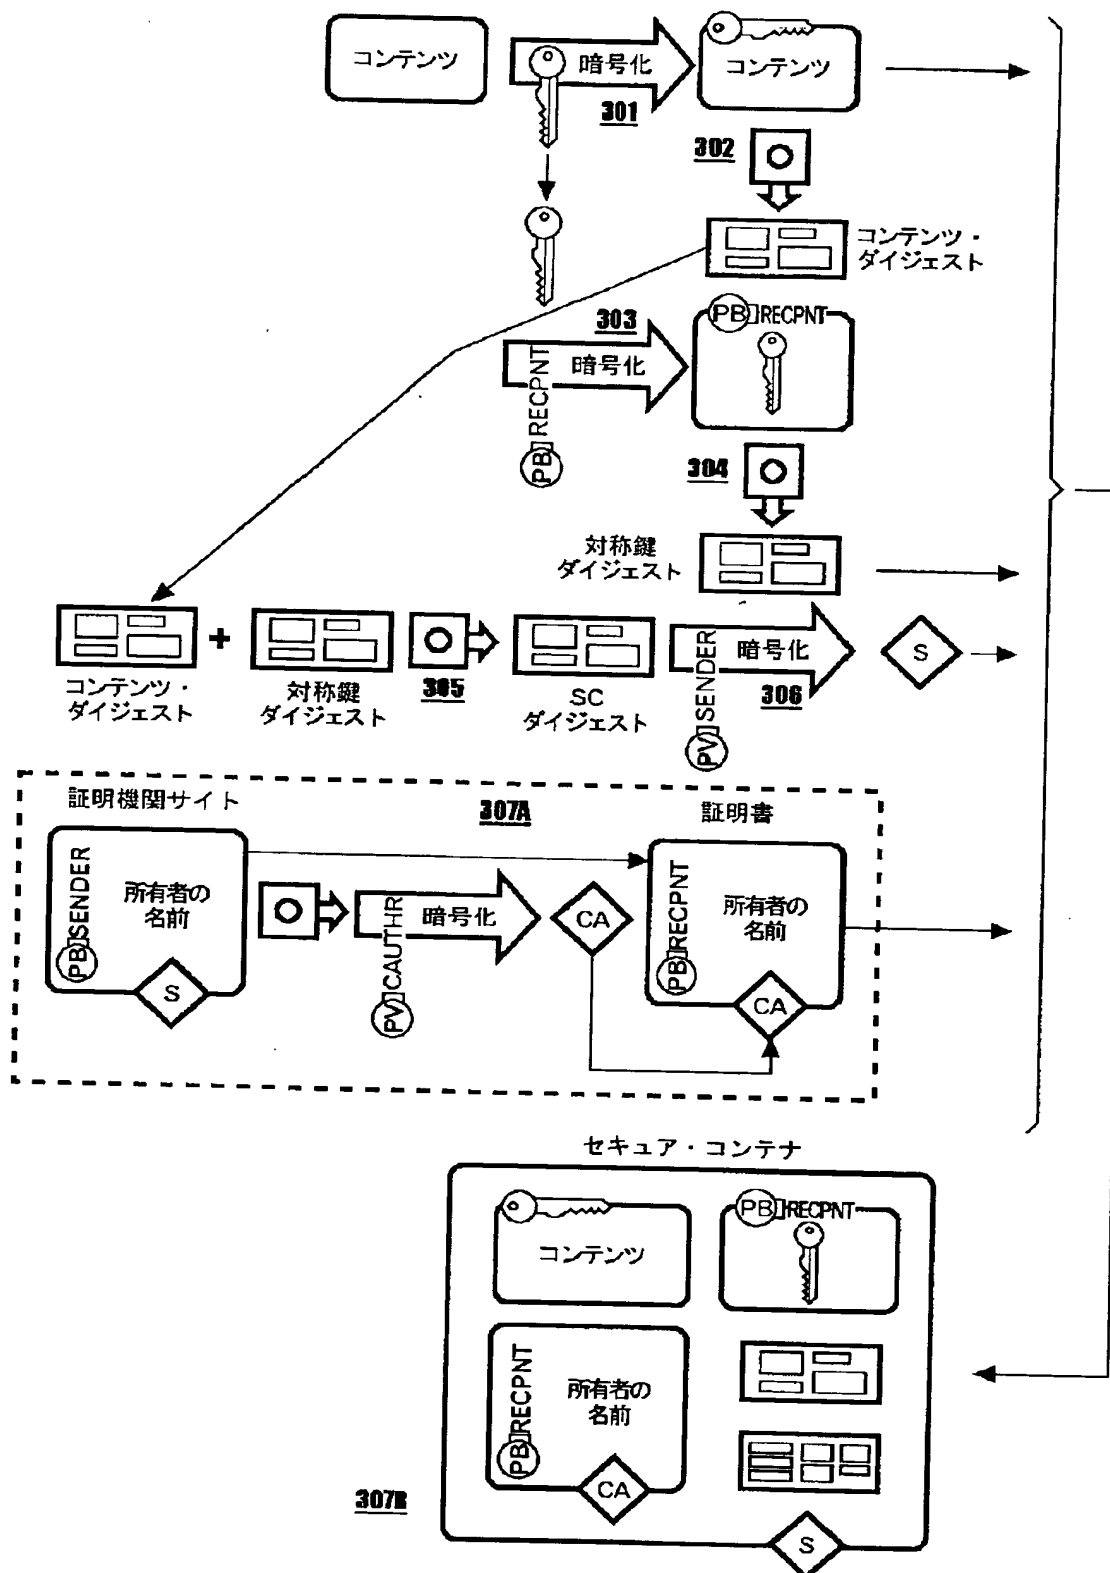 コンテンツ
暗号化
コンテンツ
301
302
コンテンツ・
ダイジェスト
303
PB RECPNT
暗号化
PB RECPNT
304
対称鍵
ダイジェスト
コンテンツ・
ダイジェスト
+
対称鍵
ダイジェスト
305
SC
ダイジェスト
PV SENDER
暗号化
306
S
証明機関サイト
307A
証明書
PB SENDER
所有者の
名前
S
PV CAUTHR
暗号化
CA
PB RECPNT
所有者の
名前
CA
セキュア・コンテナ
コンテンツ
PB RECPNT
PB RECPNT
所有者の
名前
CA
307B
S